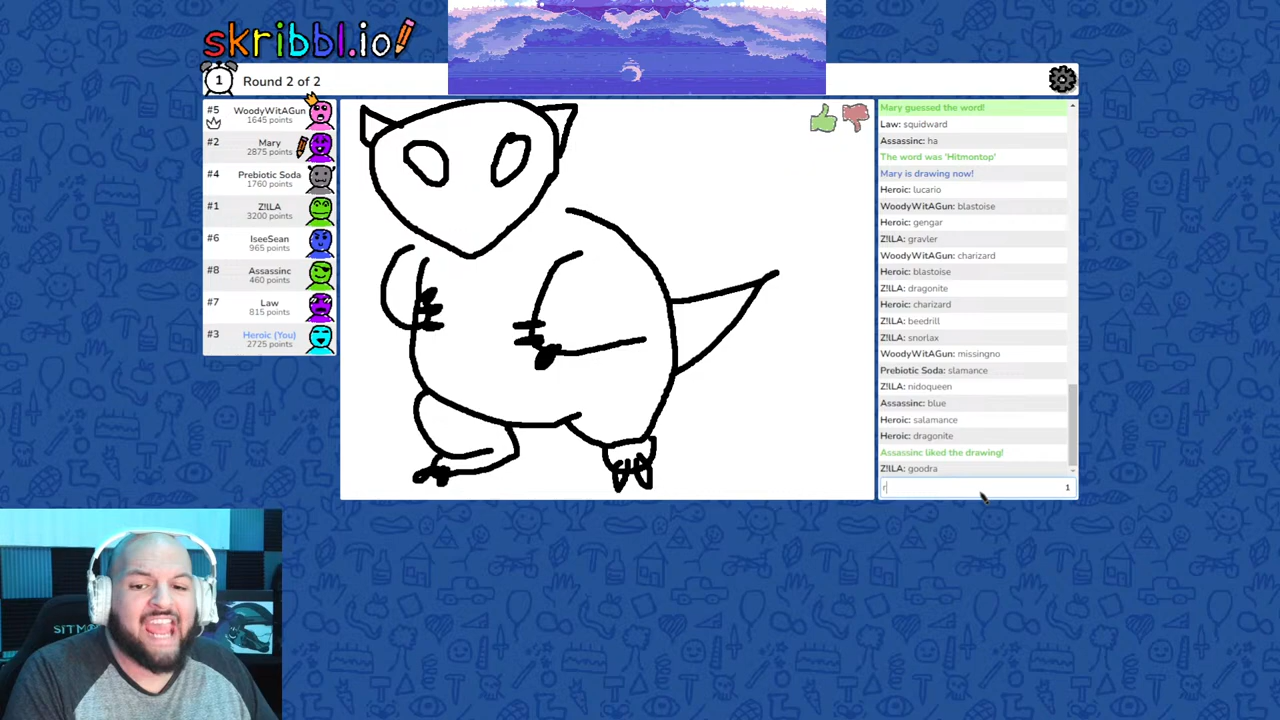 skribbl.io
1
Round 2 of 2
#5
WoodyWitAGun
1645 points
#2
Mary
2875 points
#4
Prebiotic Soda
1760 points
#1
Z!LLA
3200 points
#6
IseeSean
965 points
#8
Assassinc
460 points
#7
Law
815 points
#3
Heroic (You)
2725 points
Mary guessed the word!
Law: squidward
Assassinc: ha
The word was 'Hitmontop'
Mary is drawing now!
Heroic: lucario
WoodyWitAGun: blastoise
Heroic: gengar
Z!LLA: gravler
WoodyWitAGun: charizard
Heroic: blastoise
Z!LLA: dragonite
Heroic: charizard
Z!LLA: beedrill
Z!LLA: snorlax
WoodyWitAGun: missingno
Prebiotic Soda: slamance
Z!LLA: nidoqueen
Assassinc: blue
Heroic: salamance
Heroic: dragonite
Assassinc liked the drawing!
Z!LLA: goodra
r
1